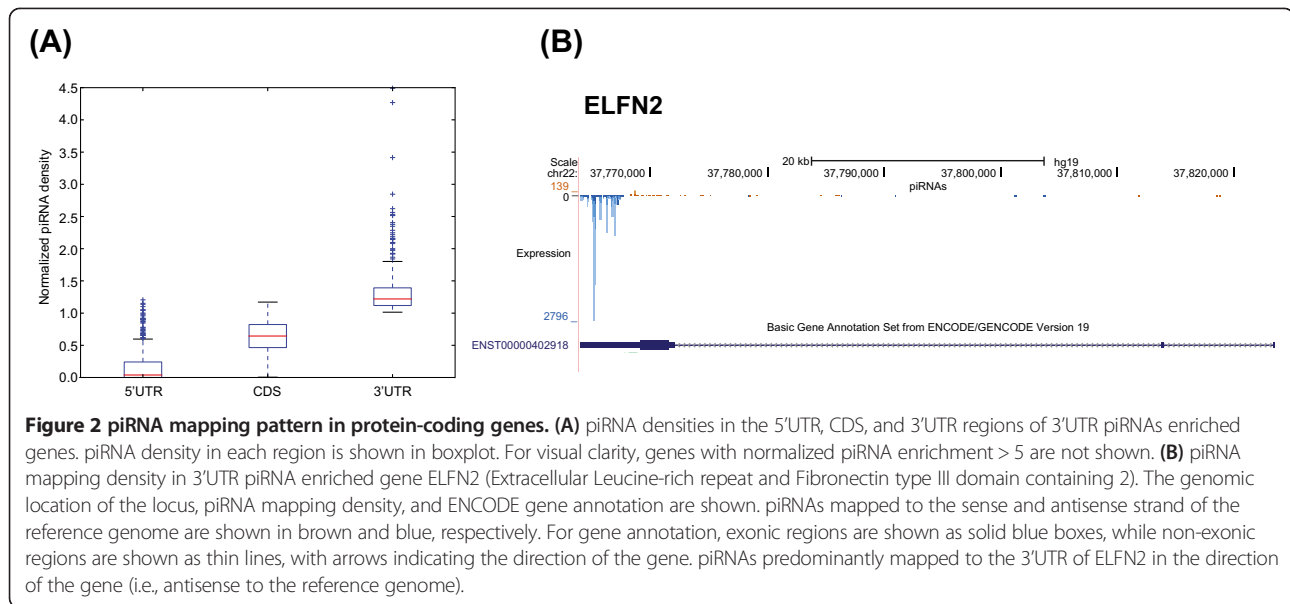 (A)
(B)
ELFN2
4.5
4.0
3.5
3.0
2.5
2.0
1.5
1.0
0.5
0.0
Normalized piRNA density
5'UTR CDS 3'UTR
Scale 20 kb hg19
chr22: 37,770,000 37,780,000 37,790,000 37,800,000 37,810,000 37,820,000
139 piRNAs
0
Expression
2796
Basic Gene Annotation Set from ENCODE/GENCODE Version 19
ENST00000402918
Figure 2 piRNA mapping pattern in protein-coding genes. (A) piRNA densities in the 5'UTR, CDS, and 3'UTR regions of 3'UTR piRNAs enriched
genes. piRNA density in each region is shown in boxplot. For visual clarity, genes with normalized piRNA enrichment > 5 are not shown. (B) piRNA
mapping density in 3'UTR piRNA enriched gene ELFN2 (Extracellular Leucine-rich repeat and Fibronectin type III domain containing 2). The genomic
location of the locus, piRNA mapping density, and ENCODE gene annotation are shown. piRNAs mapped to the sense and antisense strand of the
reference genome are shown in brown and blue, respectively. For gene annotation, exonic regions are shown as solid blue boxes, while non-exonic
regions are shown as thin lines, with arrows indicating the direction of the gene. piRNAs predominantly mapped to the 3'UTR of ELFN2 in the direction
of the gene (i.e., antisense to the reference genome).